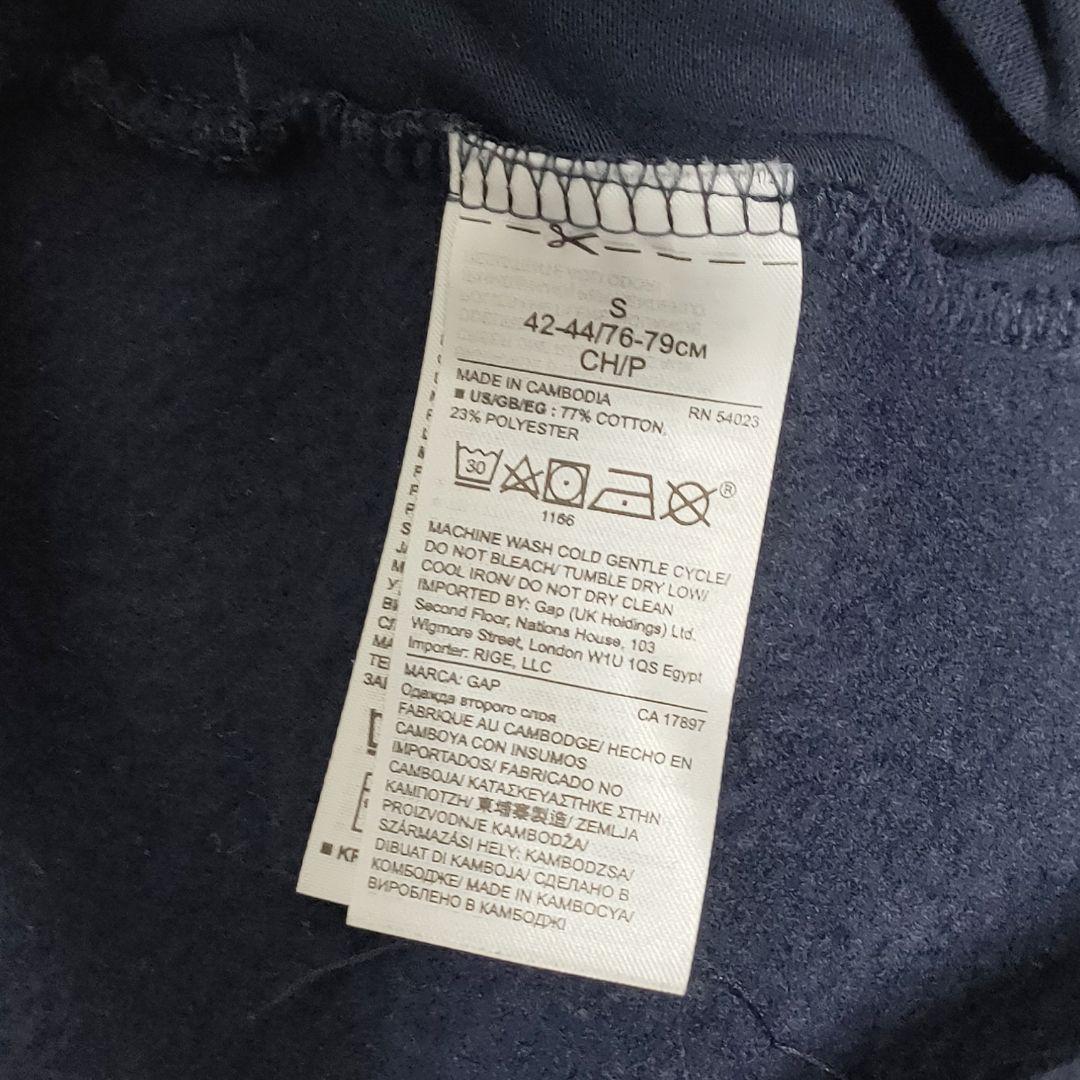 S
42-44/76-79см
CH/P
MADE IN CAMBODIA RN 54023
■ US/GB/EG : 77% COTTON,
23% POLYESTER
30
®
1166
MACHINE WASH COLD GENTLE CYCLE/
DO NOT BLEACH/ TUMBLE DRY LOW/
COOL IRON/ DO NOT DRY CLEAN
IMPORTED BY: Gap (UK Holdings) Ltd.
Second Floor, Nations House, 103
Wigmore Street, London W1U 1QS Egypt
Importer: RIGE, LLC
MARCA: GAP CA 17897
Одежда второго слоя
FABRIQUE AU CAMBODGE/ HECHO EN
CAMBOYA CON INSUMOS
IMPORTADOS/ FABRICADO NO
CAMBOJA/ ΚΑΤΑΣΚΕΥΑΣΤΗΚΕ ΣΤΗΝ
ΚΑΜΠΟΤΖΗ/ 柬埔寨製造/ ZEMLJA
PROIZVODNJE KAMBODŽA/
SZÁRMAZÁSI HELY: KAMBODZSA/
DIBUAT DI KAMBOJA/ СДЕЛАНО В
КОМБОДЖЕ/ MADE IN KAMBOCYA/
ВИРОБЛЕНО В КАМБОДЖІ